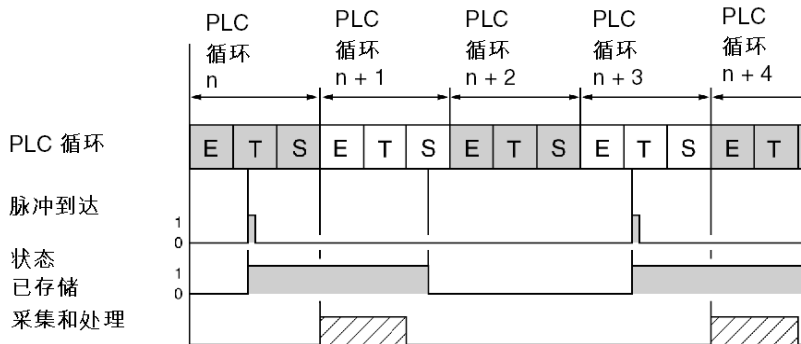 PLC
循环
n
PLC
循环
n + 1
PLC
循环
n + 2
PLC
循环
n + 3
PLC
循环
n + 4
PLC 循环
E T S E T S E T S E T S E T
脉冲到达
1
0
状态
已存储
1
0
采集和处理